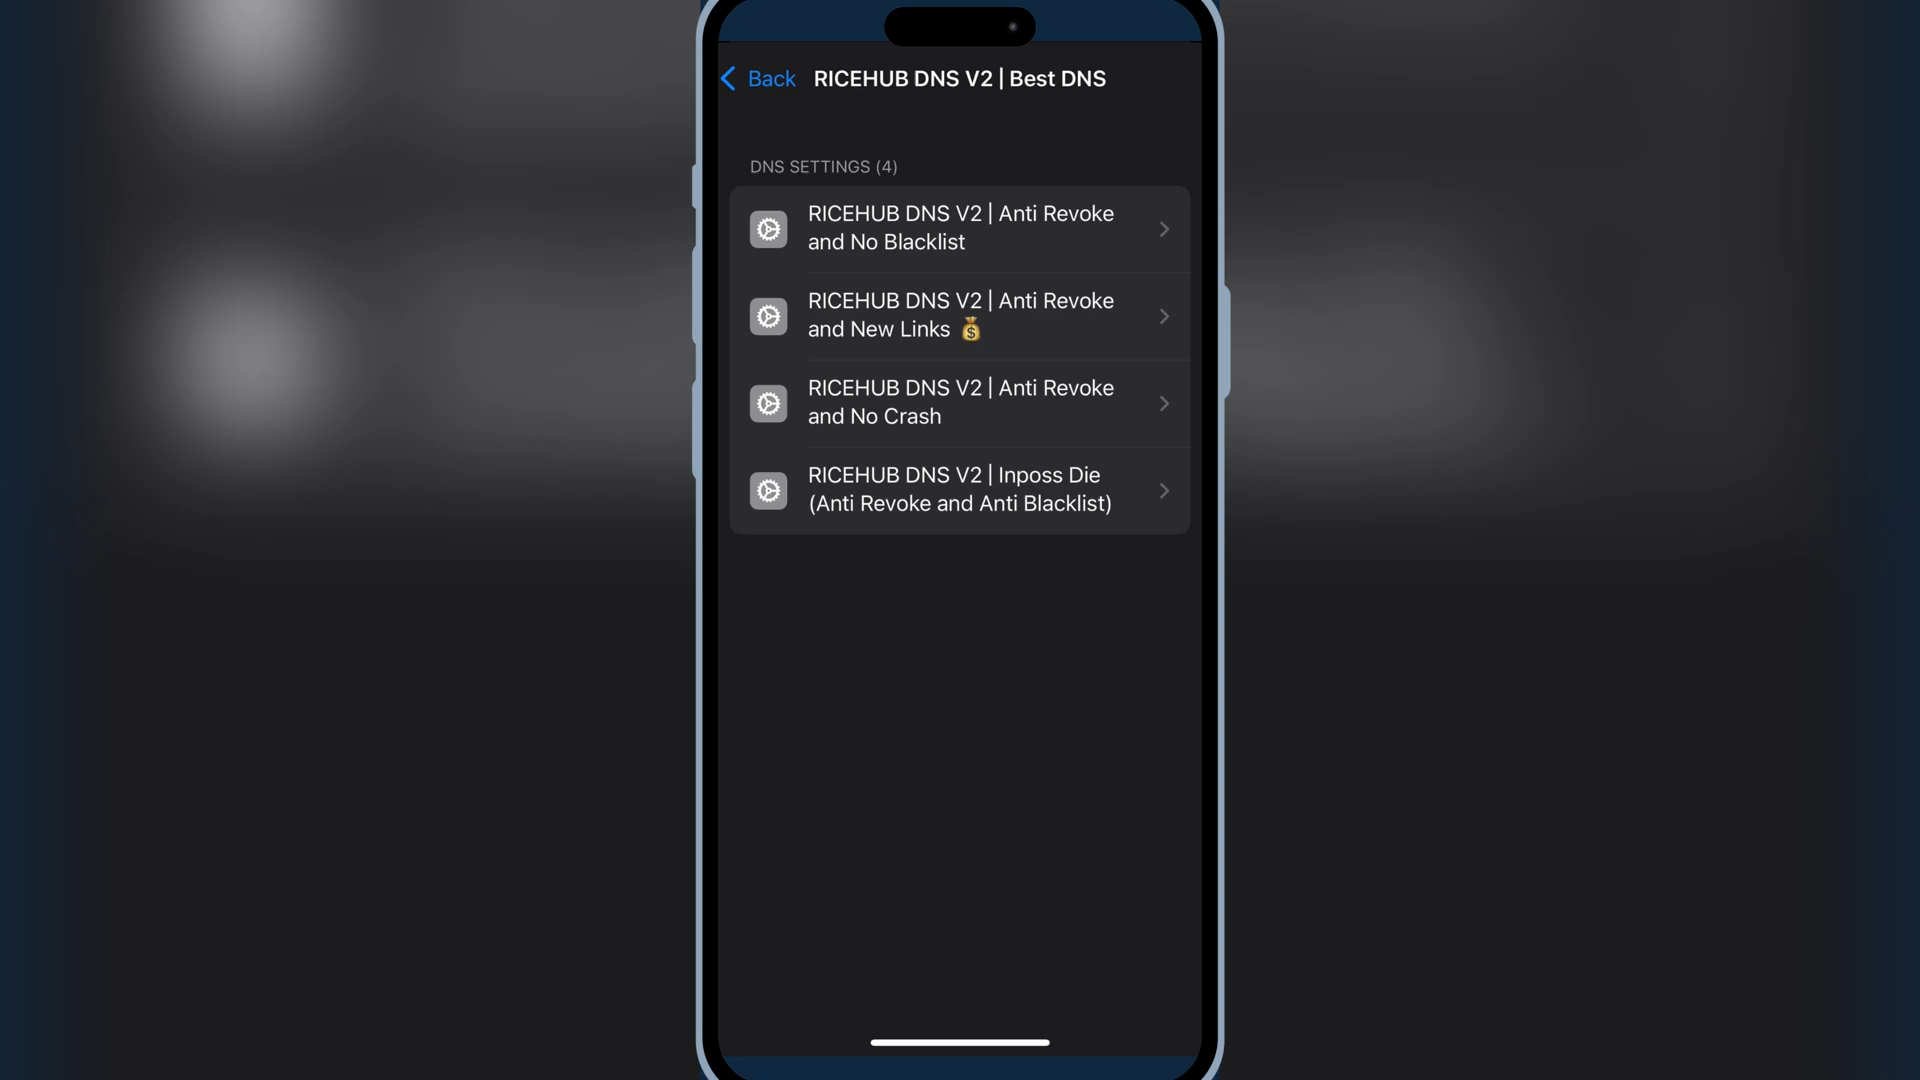 Back RICEHUB DNS V2 | Best DNS
DNS SETTINGS (4)
RICEHUB DNS V2 | Anti Revoke
and No Blacklist
RICEHUB DNS V2 | Anti Revoke
and New Links 💰
RICEHUB DNS V2 | Anti Revoke
and No Crash
RICEHUB DNS V2 | Inposs Die
(Anti Revoke and Anti Blacklist)